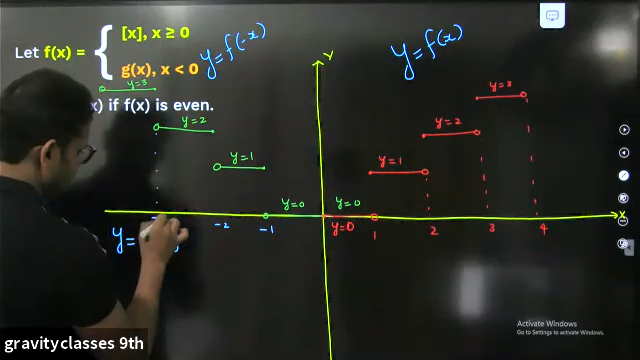 Let f(x) = { [x], x ≥ 0
g(x), x < 0
y = f(-x)
y = f(x)
y=3
x) if f(x) is even.
y=2
y=1
y=0
y=0
y=1
y=2
y=3
Y
X
-2
-1
y=0
1
2
3
4
y=
Activate Windows
Go to Settings to activate Windows.
gravityclasses 9th